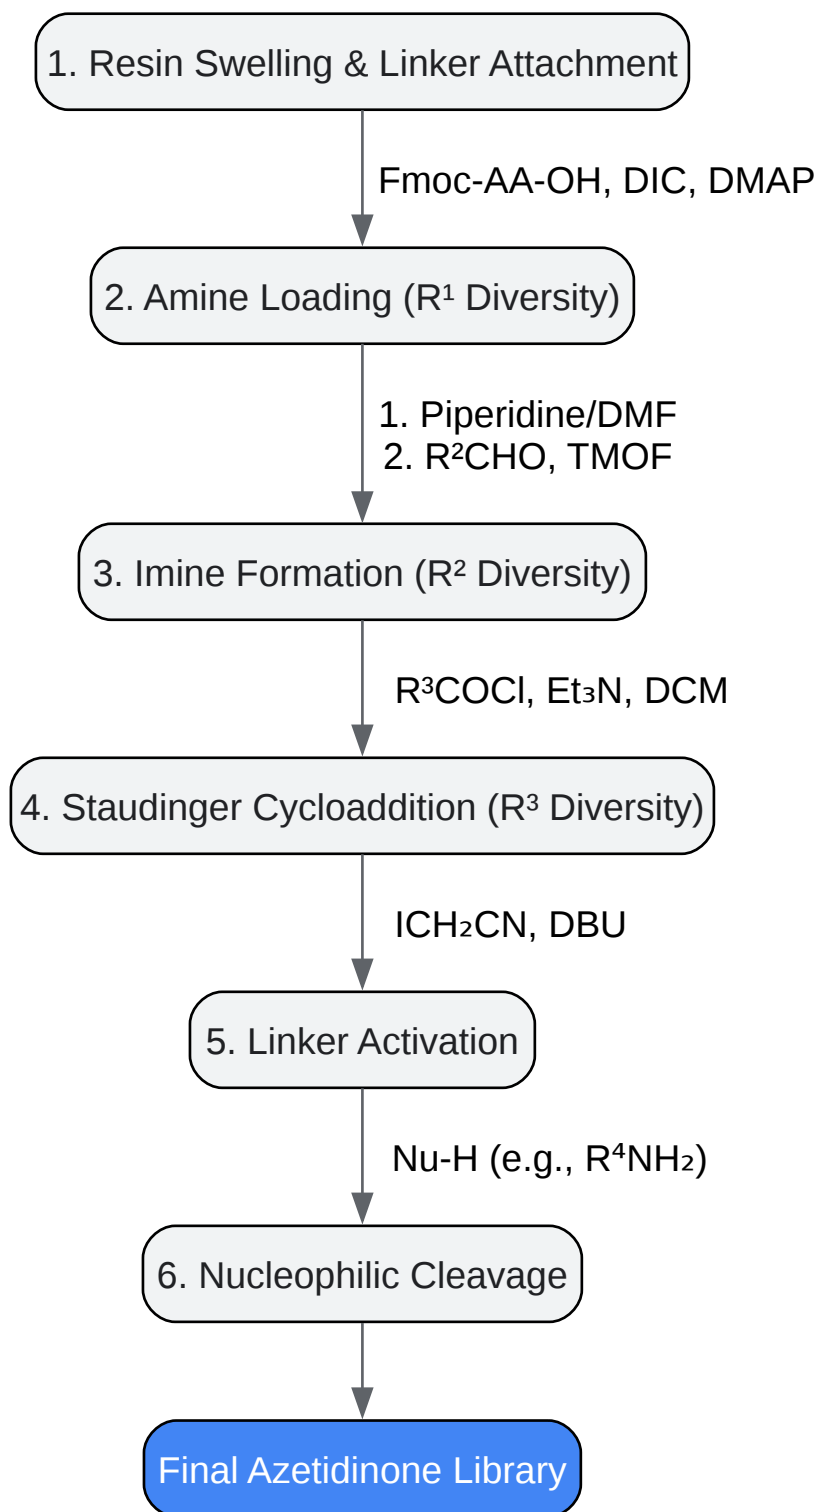 1. Resin Swelling & Linker Attachment
Fmoc-AA-OH, DIC, DMAP
2. Amine Loading (R¹ Diversity)
1. Piperidine/DMF
2. R²CHO, TMOF
3. Imine Formation (R² Diversity)
R³COCl, Et₃N, DCM
4. Staudinger Cycloaddition (R³ Diversity)
ICH₂CN, DBU
5. Linker Activation
Nu-H (e.g., R⁴NH₂)
6. Nucleophilic Cleavage
Final Azetidinone Library